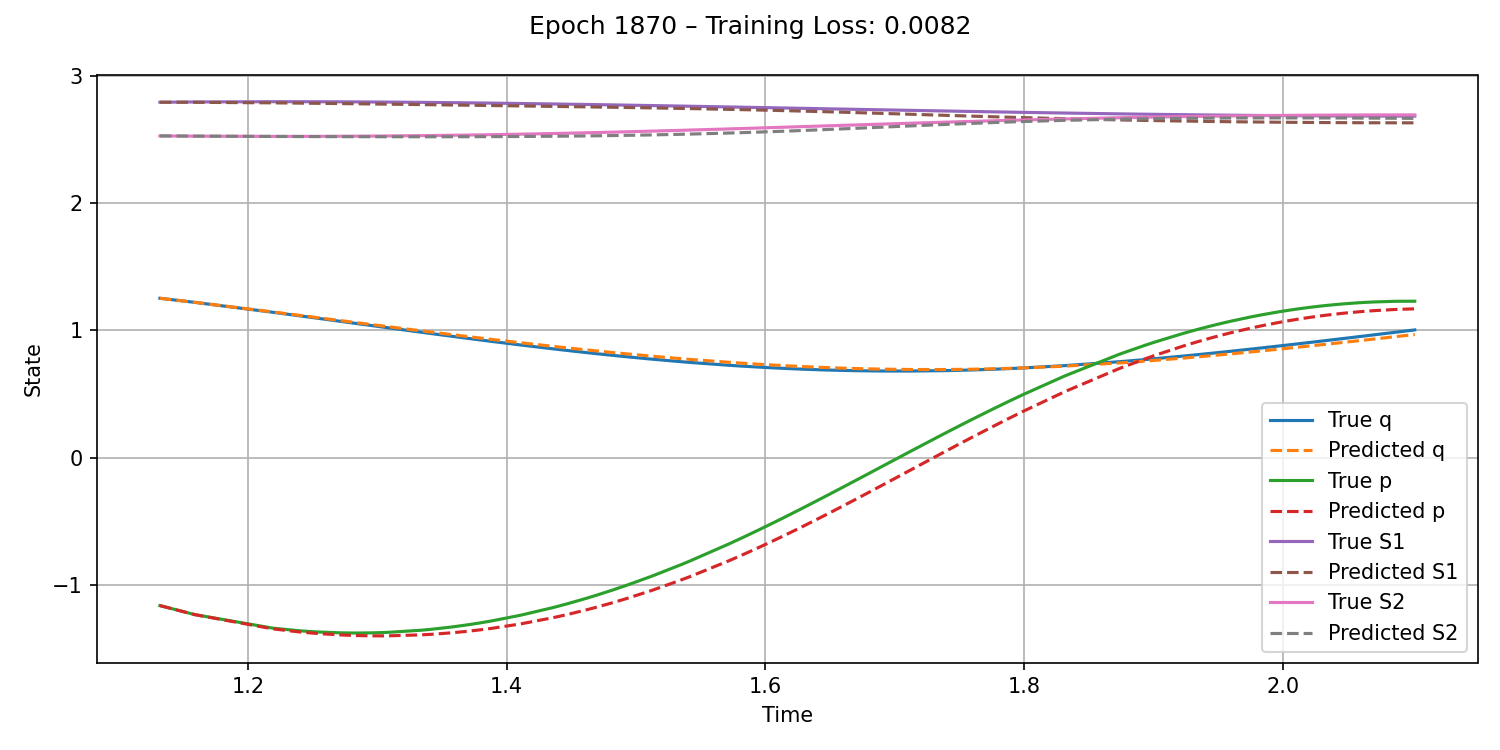 Epoch 1870 – Training Loss: 0.0082
3
2
1
0
−1
State
1.2 1.4 1.6 1.8 2.0
Time
True q
Predicted q
True p
Predicted p
True S1
Predicted S1
True S2
Predicted S2